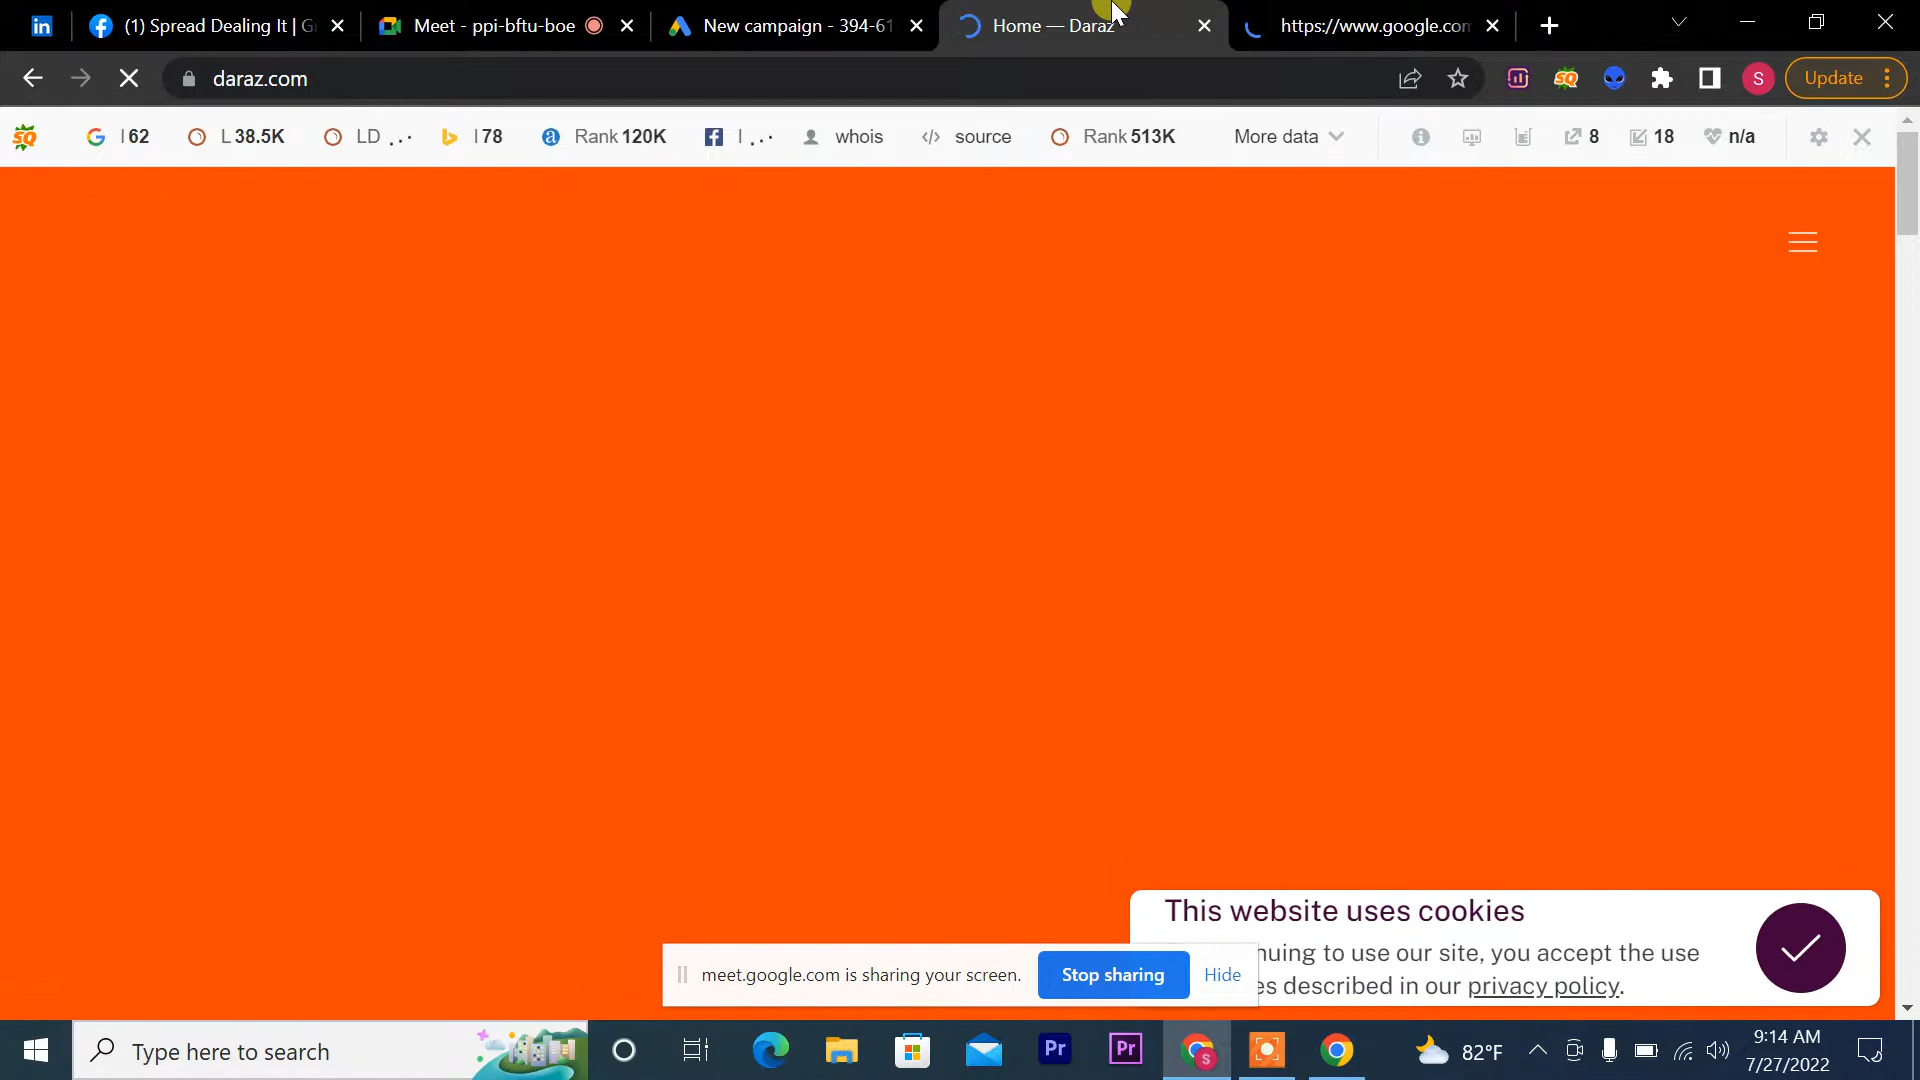 (1) Spread Dealing It | G
Meet - ppi-bftu-boe
New campaign - 394-61
Home — Daraz
https://www.google.com
daraz.com
S
Update
SQ
I 62
L 38.5K
LD ...
I 78
Rank 120K
I ...
whois
source
Rank 513K
More data
8
18
n/a
This website uses cookies
nuing to use our site, you accept the use
es described in our privacy policy.
meet.google.com is sharing your screen.
Stop sharing
Hide
Type here to search
Pr
Pr
S
82°F
9:14 AM
7/27/2022